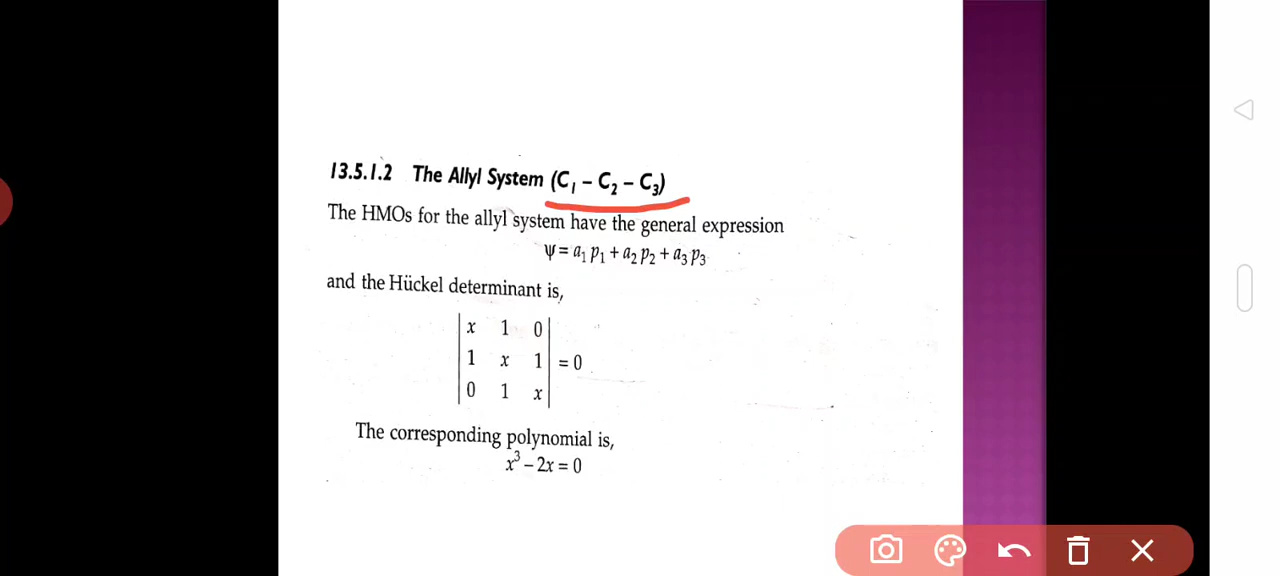 13.5.1.2 The Allyl System (C₁ – C₂ – C₃)
The HMOs for the allyl system have the general expression
ψ = a₁ p₁ + a₂ p₂ + a₃ p₃
and the Hückel determinant is,
x 1 0
1 x 1 = 0
0 1 x
The corresponding polynomial is,
x³ – 2x = 0